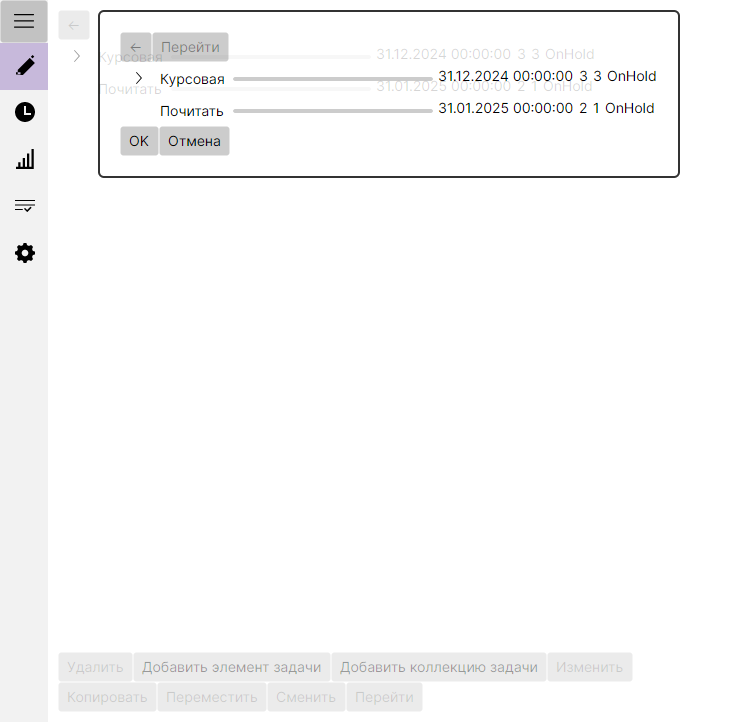 ← ← Перейти
Курсовая 31.12.2024 00:00:00 3 3 OnHold
Курсовая 31.12.2024 00:00:00 3 3 OnHold
Почитать 31.01.2025 00:00:00 2 1 OnHold
Почитать 31.01.2025 00:00:00 2 1 OnHold
OK Отмена
Удалить Добавить элемент задачи Добавить коллекцию задачи Изменить
Копировать Переместить Сменить Перейти